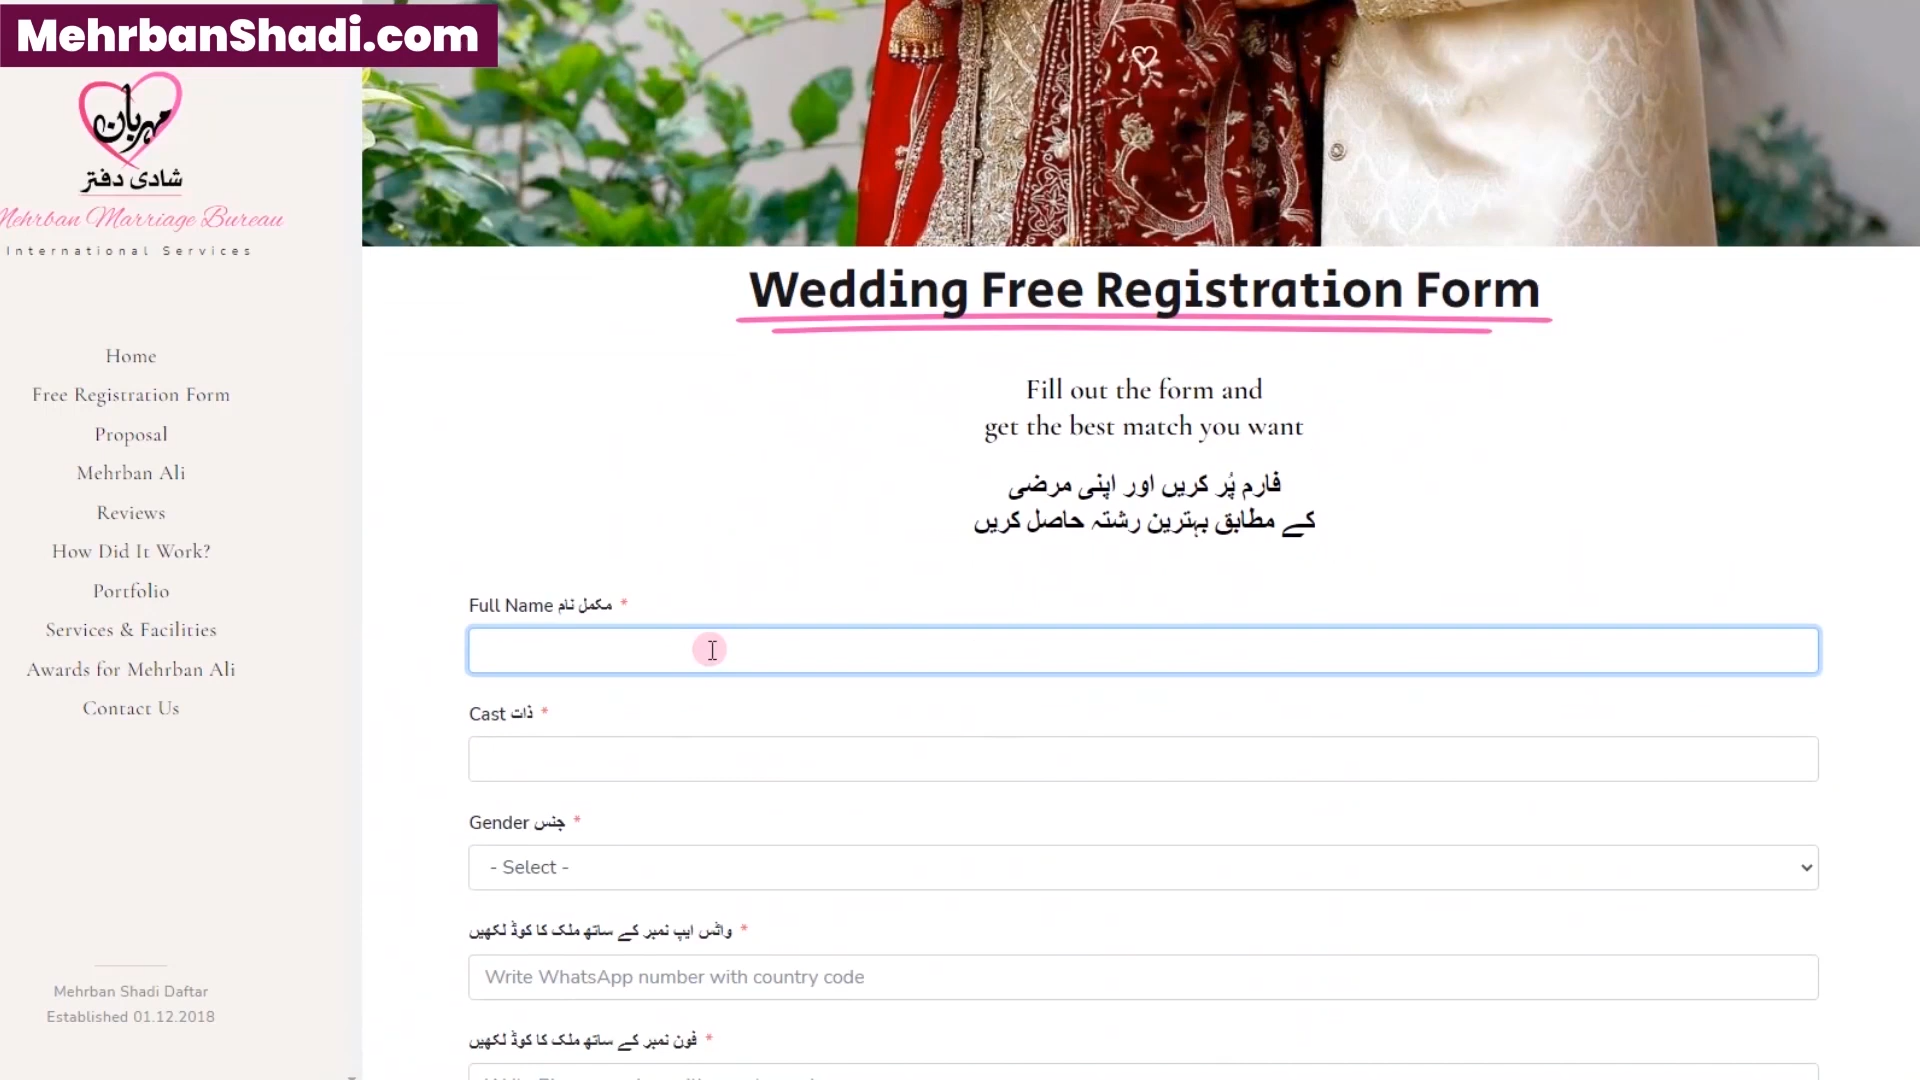 MehrbanShadi.com
مہربان
شادی دفتر
Mehrban Marriage Bureau
International Services
Home
Free Registration Form
Proposal
Mehrban Ali
Reviews
How Did It Work?
Portfolio
Services & Facilities
Awards for Mehrban Ali
Contact Us
Mehrban Shadi Daftar
Established 01.12.2018
Wedding Free Registration Form
Fill out the form and
get the best match you want
فارم پُر کریں اور اپنی مرضی
کے مطابق بہترین رشتہ حاصل کریں
Full Name مکمل نام *
Cast ذات *
Gender جنس *
- Select -
واٹس ایپ نمبر کے ساتھ ملک کا کوڈ لکھیں *
Write WhatsApp number with country code
فون نمبر کے ساتھ ملک کا کوڈ لکھیں *